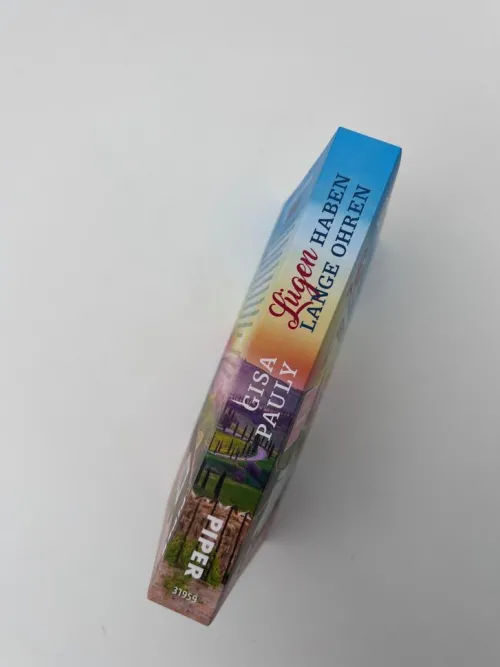 Lügen HABEN
LANGE OHREN
GISA
PAULY
PIPER
31959